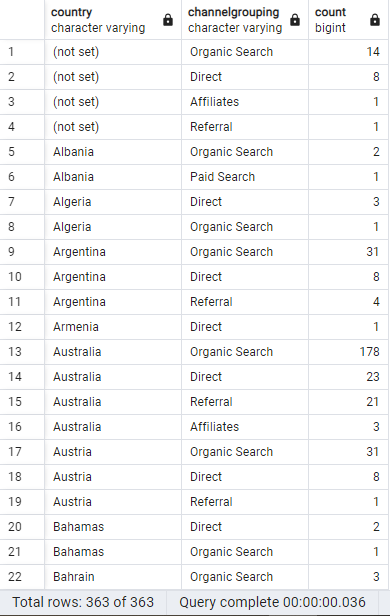 country channelgrouping count
character varying character varying bigint
1 (not set) Organic Search 14
2 (not set) Direct 8
3 (not set) Affiliates 1
4 (not set) Referral 1
5 Albania Organic Search 2
6 Albania Paid Search 1
7 Algeria Direct 3
8 Algeria Organic Search 1
9 Argentina Organic Search 31
10 Argentina Direct 8
11 Argentina Referral 4
12 Armenia Direct 1
13 Australia Organic Search 178
14 Australia Direct 23
15 Australia Referral 21
16 Australia Affiliates 3
17 Austria Organic Search 31
18 Austria Direct 8
19 Austria Referral 1
20 Bahamas Direct 2
21 Bahamas Organic Search 1
22 Bahrain Organic Search 3
Total rows: 363 of 363 Query complete 00:00:00.036